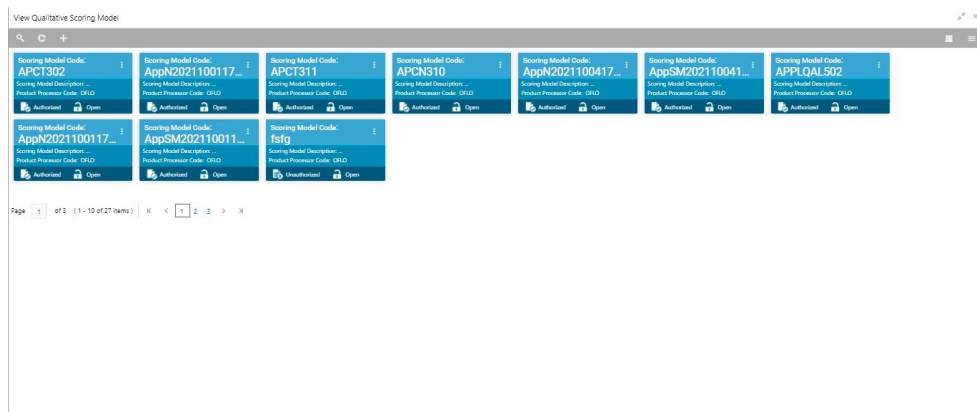 View Qualitative Scoring Model
Scoring Model Code:
APCT302
Scoring Model Description: ...
Product Processor Code: OFLO
Authorized Open
Scoring Model Code:
AppN2021100117...
Scoring Model Description: ...
Product Processor Code: OFLO
Authorized Open
Scoring Model Code:
APCT311
Scoring Model Description: ...
Product Processor Code: OFLO
Authorized Open
Scoring Model Code:
APCN310
Scoring Model Description: ...
Product Processor Code: OFLO
Authorized Open
Scoring Model Code:
AppN2021100417...
Scoring Model Description: ...
Product Processor Code: OFLO
Authorized Open
Scoring Model Code:
AppSM202110041...
Scoring Model Description: ...
Product Processor Code: OFLO
Authorized Open
Scoring Model Code:
APPLQAL502
Scoring Model Description: ...
Product Processor Code: OFLO
Authorized Open
Scoring Model Code:
AppN2021100117...
Scoring Model Description: ...
Product Processor Code: OFLO
Authorized Open
Scoring Model Code:
AppSM202110011...
Scoring Model Description: ...
Product Processor Code: OFLO
Authorized Open
Scoring Model Code:
fsfg
Scoring Model Description: ...
Product Processor Code: OFLO
Unauthorized Open
Page 1 of 3 (1 - 10 of 27 items) K < 1 2 3 > Я